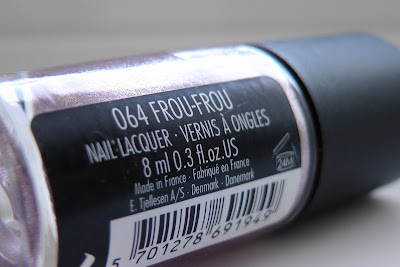 064 FROU-FROU
NAIL LACQUER · VERNIS À ONGLES
8 ml 0.3 fl.oz.US
Made in France · Fabriqué en France
E. Tjellesen A/S - Denmark · Danemark
24M
5 701278 691949